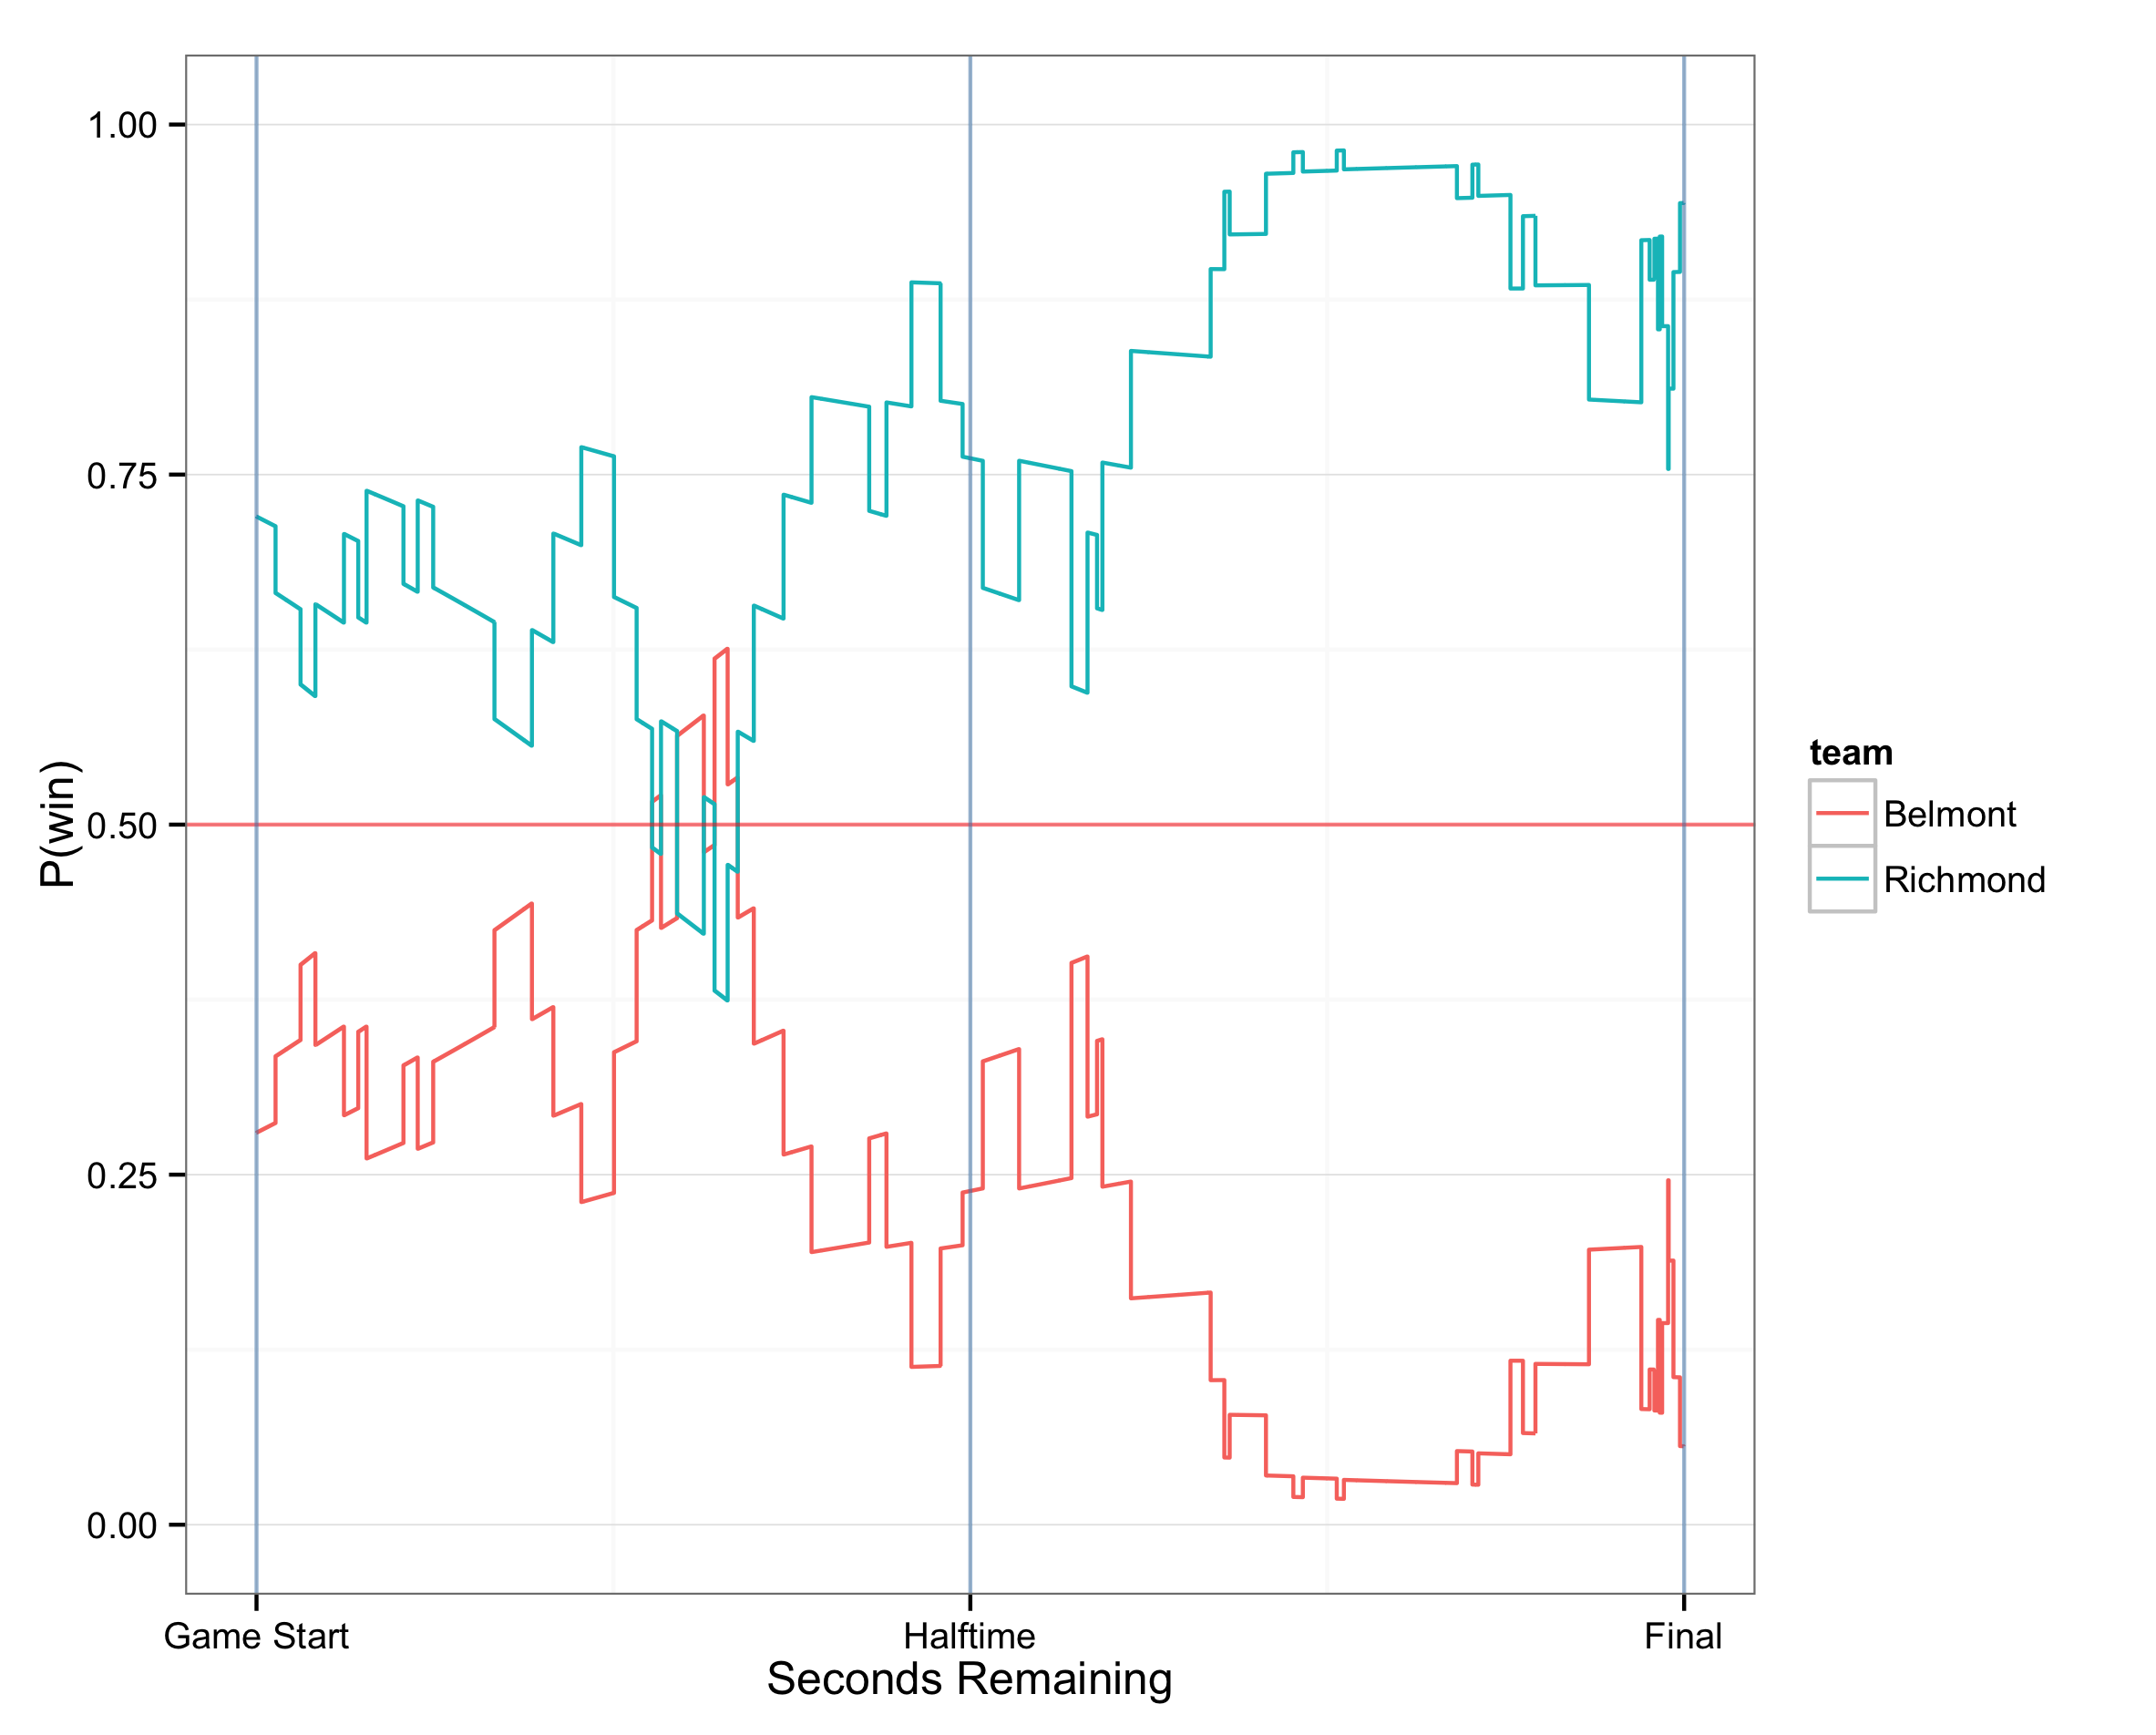 1.00
0.75
0.50
0.25
0.00
P(win)
Game Start
Halftime
Final
Seconds Remaining
team
Belmont
Richmond